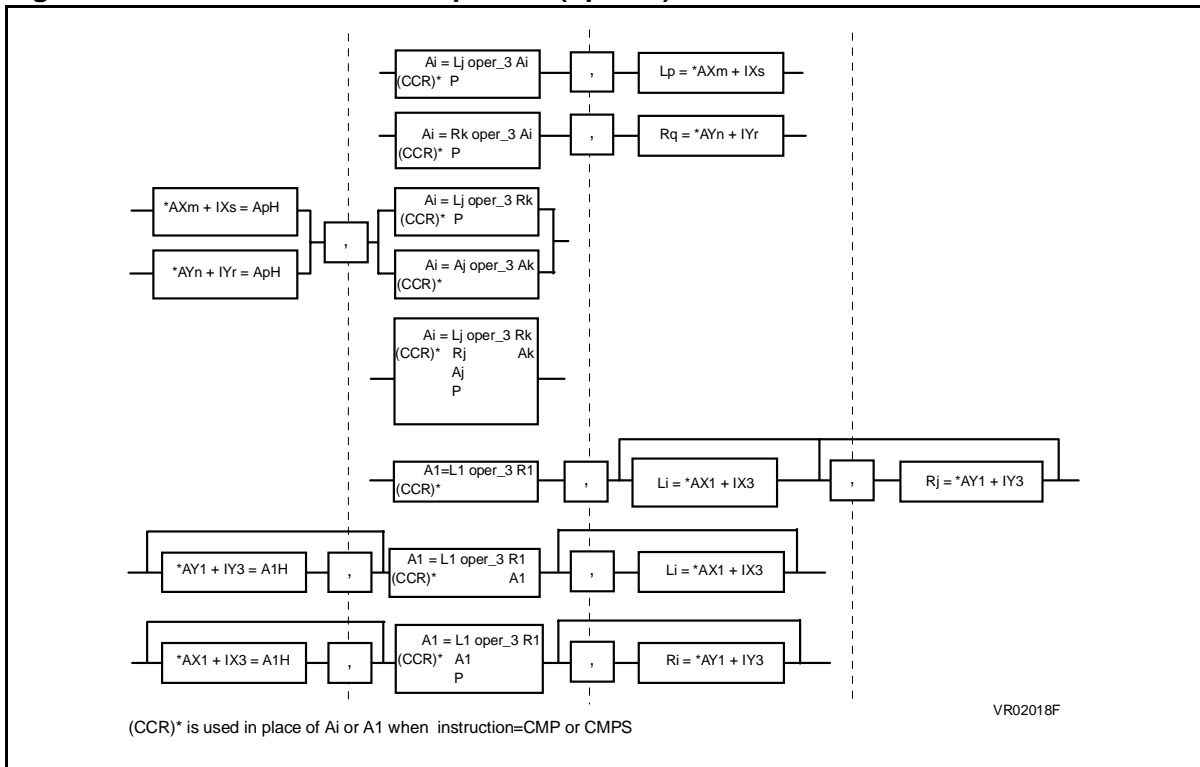 Ai = Lj oper_3 Ai
(CCR)* P
,
Lp = *AXm + IXs
Ai = Rk oper_3 Ai
(CCR)* P
,
Rq = *AYn + IYr
*AXm + IXs = ApH
*AYn + IYr = ApH
,
Ai = Lj oper_3 Rk
(CCR)* P
Ai = Aj oper_3 Ak
(CCR)*
Ai = Lj oper_3 Rk
(CCR)* Rj Ak
Aj
P
A1=L1 oper_3 R1
(CCR)*
,
Li = *AX1 + IX3
,
Rj = *AY1 + IY3
*AY1 + IY3 = A1H
,
A1 = L1 oper_3 R1
(CCR)* A1
,
Li = *AX1 + IX3
*AX1 + IX3 = A1H
,
A1 = L1 oper_3 R1
(CCR)* A1
P
,
Ri = *AY1 + IY3
VR02018F
(CCR)* is used in place of Ai or A1 when instruction=CMP or CMPS